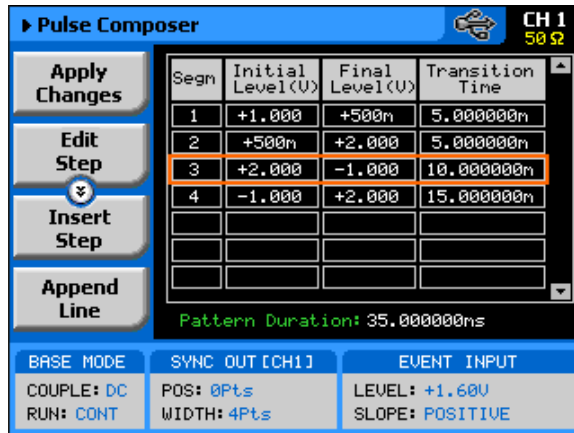 Pulse Composer
CH 1
50 Ω
Apply
Changes
Edit
Step
Insert
Step
Append
Line
Segm Initial Level(V) Final Level(V) Transition Time
1 +1.000 +500m 5.000000m
2 +500m +2.000 5.000000m
3 +2.000 -1.000 10.000000m
4 -1.000 +2.000 15.000000m
Pattern Duration: 35.000000ms
BASE MODE
COUPLE: DC
RUN: CONT
SYNC OUT [CH1]
POS: 0Pts
WIDTH: 4Pts
EVENT INPUT
LEVEL: +1.60V
SLOPE: POSITIVE